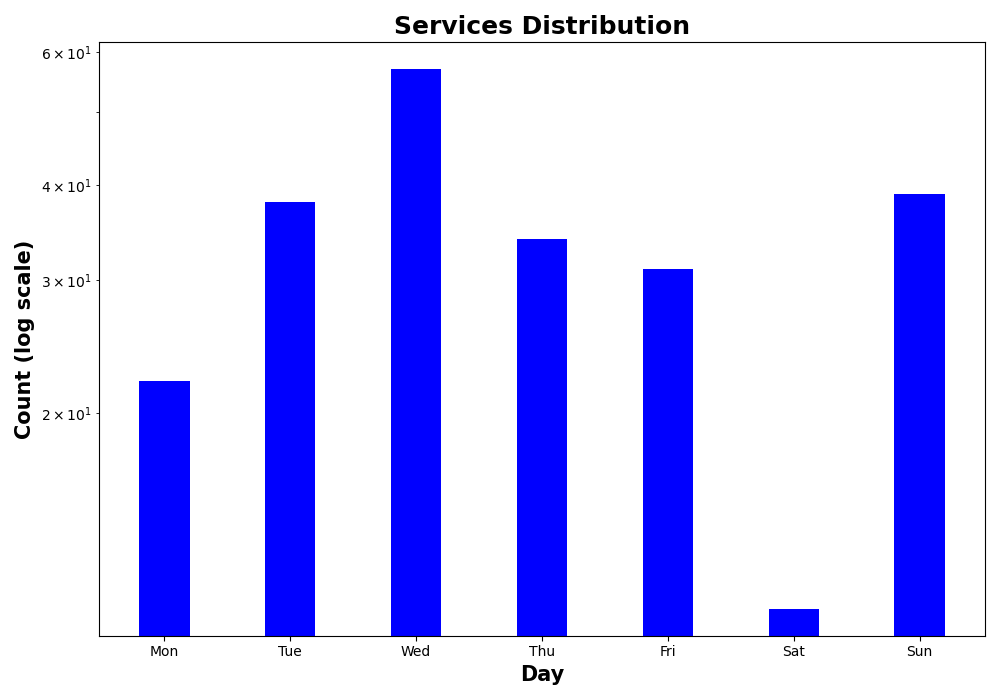 Services Distribution
Count (log scale)
6 × 10¹
4 × 10¹
3 × 10¹
2 × 10¹
Mon Tue Wed Thu Fri Sat Sun
Day